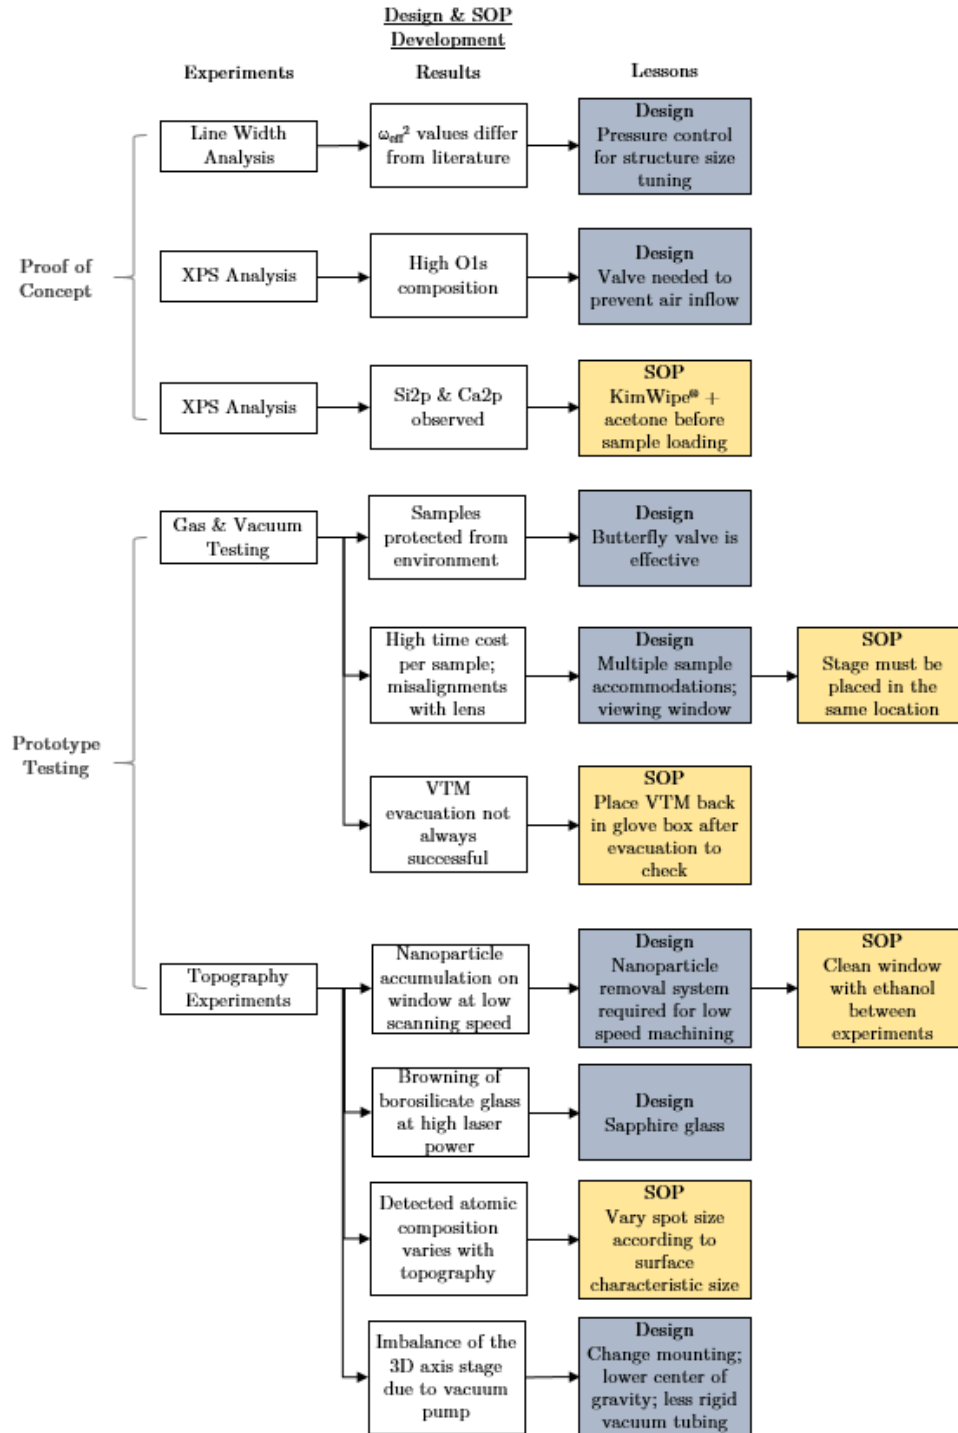 Design & SOP
Development
Experiments
Results
Lessons
Proof of
Concept
Line Width
Analysis
ω_eff² values differ
from literature
Design
Pressure control
for structure size
tuning
XPS Analysis
High O1s
composition
Design
Valve needed to
prevent air inflow
XPS Analysis
Si2p & Ca2p
observed
SOP
KimWipe® +
acetone before
sample loading
Prototype
Testing
Gas & Vacuum
Testing
Samples
protected from
environment
Design
Butterfly valve is
effective
High time cost
per sample;
misalignments
with lens
Design
Multiple sample
accommodations;
viewing window
SOP
Stage must be
placed in the
same location
VTM
evacuation not
always
successful
SOP
Place VTM back
in glove box after
evacuation to
check
Topography
Experiments
Nanoparticle
accumulation on
window at low
scanning speed
Design
Nanoparticle
removal system
required for low
speed machining
SOP
Clean window
with ethanol
between
experiments
Browning of
borosilicate glass
at high laser
power
Design
Sapphire glass
Detected atomic
composition
varies with
topography
SOP
Vary spot size
according to
surface
characteristic size
Imbalance of the
3D axis stage
due to vacuum
pump
Design
Change mounting;
lower center of
gravity; less rigid
vacuum tubing